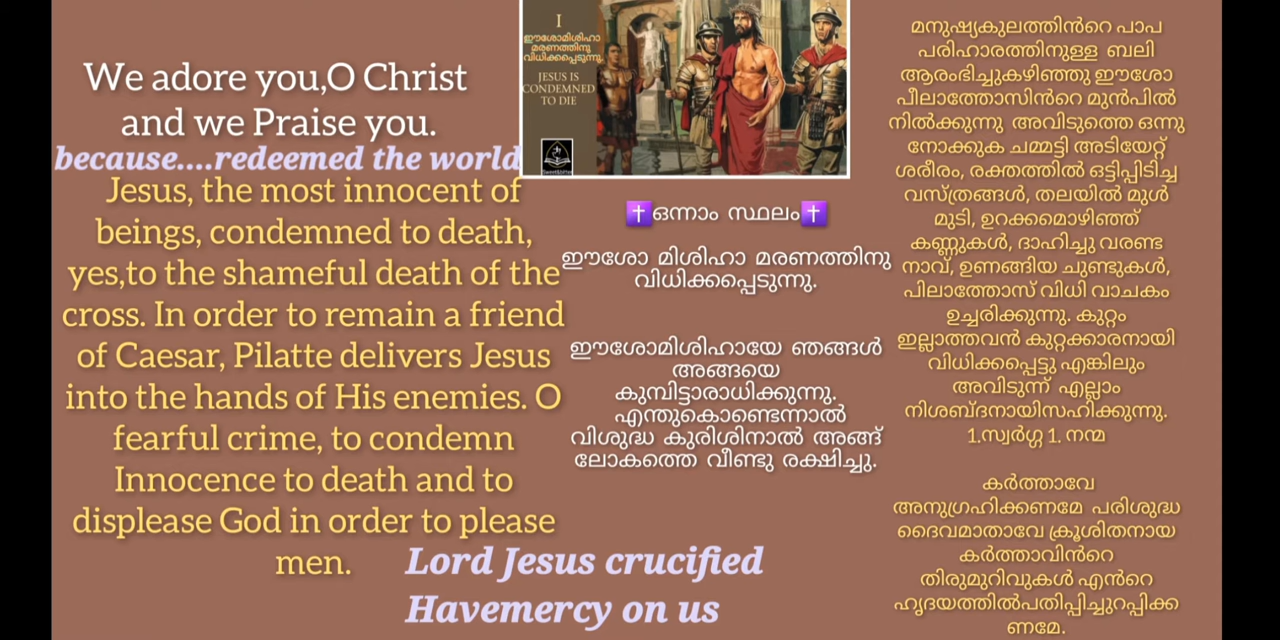 We adore you,O Christ
and we Praise you.
because....redeemed the world
Jesus, the most innocent of
beings, condemned to death,
yes,to the shameful death of the
cross. In order to remain a friend
of Caesar, Pilatte delivers Jesus
into the hands of His enemies. O
fearful crime, to condemn
Innocence to death and to
displease God in order to please
men.
Lord Jesus crucified
Havemercy on us
I
ഈശോമിശിഹാ
മരണത്തിനു
വിധിക്കപ്പെടുന്നു
JESUS IS
CONDEMNED
TO DIE
✝️ഒന്നാം സ്ഥലം✝️
ഈശോ മിശിഹാ മരണത്തിനു
വിധിക്കപ്പെടുന്നു.
ഈശോമിശിഹായേ ഞങ്ങൾ
അങ്ങയെ
കുമ്പിട്ടാരാധിക്കുന്നു.
എന്തുകൊണ്ടെന്നാൽ
വിശുദ്ധ കുരിശിനാൽ അങ്ങ്
ലോകത്തെ വീണ്ടു രക്ഷിച്ചു.
മനുഷ്യകുലത്തിൻറെ പാപ
പരിഹാരത്തിനുള്ള ബലി
ആരംഭിച്ചുകഴിഞ്ഞു ഈശോ
പീലാത്തോസിൻറെ മുൻപിൽ
നിൽക്കുന്നു അവിടുത്തെ ഒന്നു
നോക്കുക ചമ്മട്ടി അടിയേറ്റ്
ശരീരം, രക്തത്തിൽ ഒട്ടിപ്പിടിച്ച
വസ്ത്രങ്ങൾ, തലയിൽ മുൾ
മുടി, ഉറക്കമൊഴിഞ്ഞ്
കണ്ണുകൾ, ദാഹിച്ചു വരണ്ട
നാവ്, ഉണങ്ങിയ ചുണ്ടുകൾ,
പിലാത്തോസ് വിധി വാചകം
ഉച്ചരിക്കുന്നു. കുറ്റം
ഇല്ലാത്തവൻ കുറ്റക്കാരനായി
വിധിക്കപ്പെട്ടു എങ്കിലും
അവിടുന്ന് എല്ലാം
നിശബ്ദനായിസഹിക്കുന്നു.
1.സ്വർഗ്ഗ 1. നന്മ
കർത്താവേ
അനുഗ്രഹിക്കണമേ പരിശുദ്ധ
ദൈവമാതാവേ ക്രൂശിതനായ
കർത്താവിൻറെ
തിരുമുറിവുകൾ എൻറെ
ഹൃദയത്തിൽപതിപ്പിച്ചുറപ്പിക്ക
ണമേ.